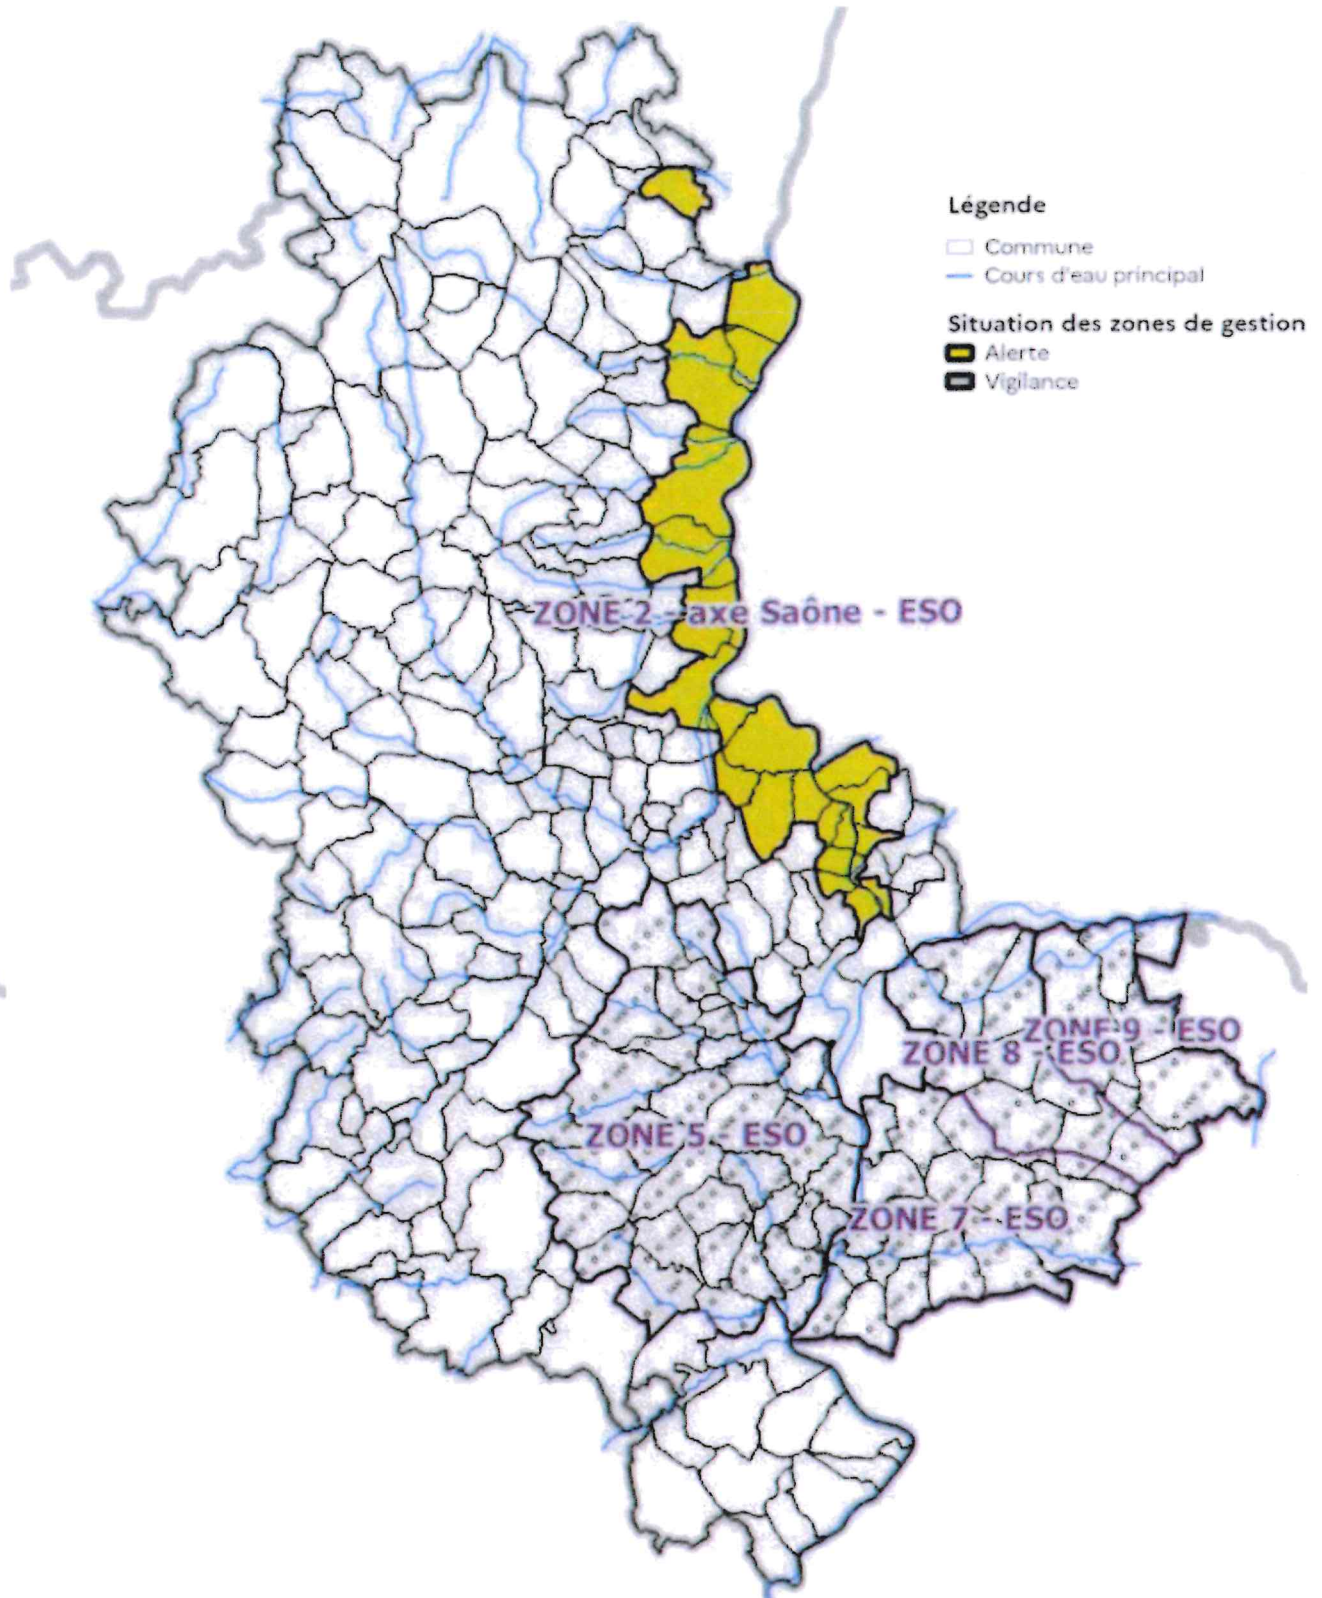 Légende
Commune
Cours d'eau principal
Situation des zones de gestion
Alerte
Vigilance
ZONE 2 - axe Saône - ESO
ZONE 9 - ESO
ZONE 8 - ESO
ZONE 5 - ESO
ZONE 7 - ESO